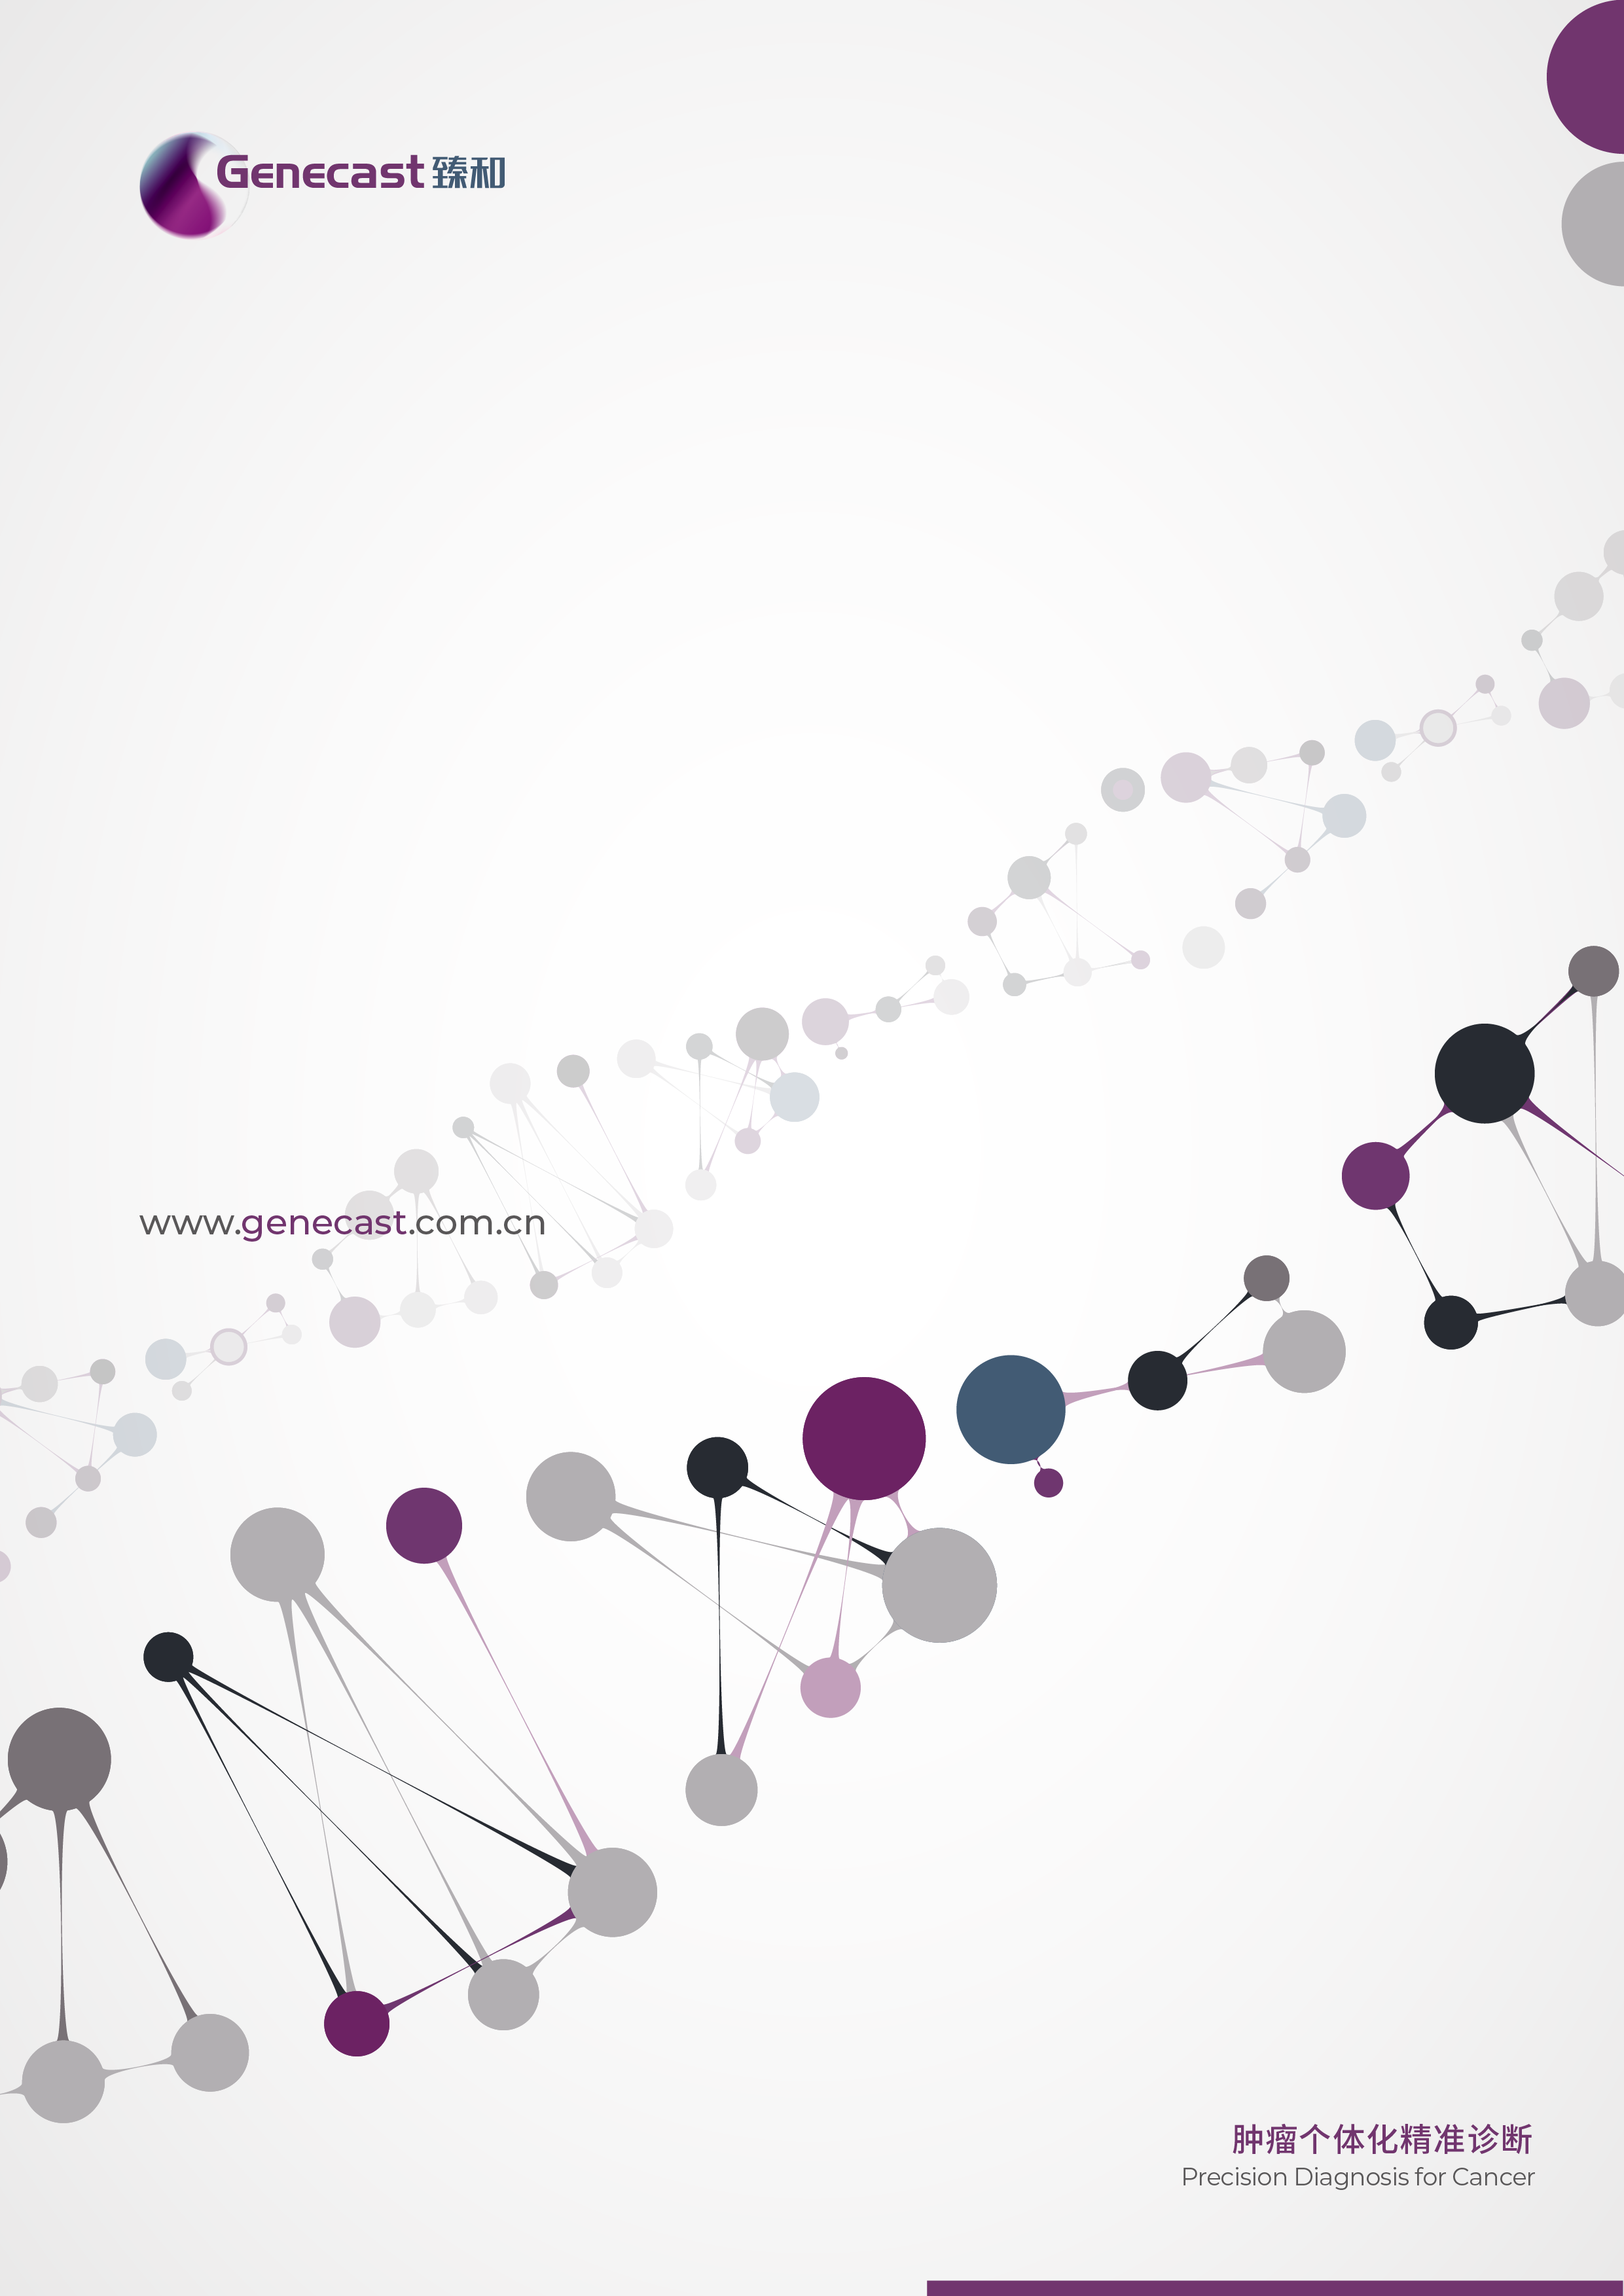 Genecast 臻和
www.genecast.com.cn
肿瘤个体化精准诊断
Precision Diagnosis for Cancer